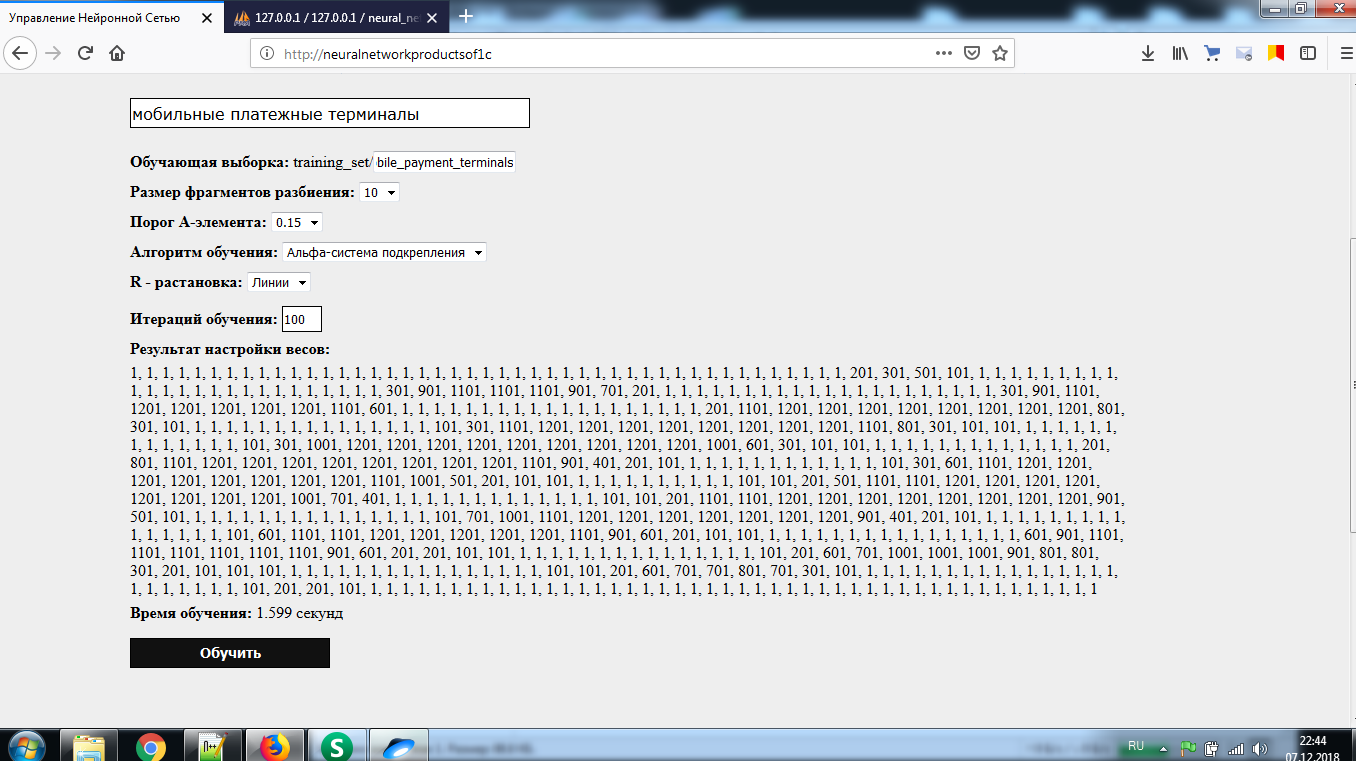 Управление Нейронной Сетью
127.0.0.1 / 127.0.0.1 / neural_ne
http://neuralnetworkproductsof1c
мобильные платежные терминалы
Обучающая выборка: training_set/bile_payment_terminals
Размер фрагментов разбиения: 10
Порог А-элемента: 0.15
Алгоритм обучения: Альфа-система подкрепления
R - растановка: Линии
Итераций обучения: 100
Результат настройки весов:
1, 1, 1, 1, 1, 1, 1, 1, 1, 1, 1, 1, 1, 1, 1, 1, 1, 1, 1, 1, 1, 1, 1, 1, 1, 1, 1, 1, 1, 1, 1, 1, 1, 1, 1, 1, 1, 1, 1, 1, 1, 1, 1, 1, 1, 201, 301, 501, 101, 1, 1, 1, 1, 1, 1, 1, 1, 1,
1, 1, 1, 1, 1, 1, 1, 1, 1, 1, 1, 1, 1, 1, 1, 1, 301, 901, 1101, 1101, 1101, 901, 701, 201, 1, 1, 1, 1, 1, 1, 1, 1, 1, 1, 1, 1, 1, 1, 1, 1, 1, 1, 1, 1, 1, 301, 901, 1101,
1201, 1201, 1201, 1201, 1201, 1101, 601, 1, 1, 1, 1, 1, 1, 1, 1, 1, 1, 1, 1, 1, 1, 1, 1, 1, 1, 1, 201, 1101, 1201, 1201, 1201, 1201, 1201, 1201, 1201, 1201, 801,
301, 101, 1, 1, 1, 1, 1, 1, 1, 1, 1, 1, 1, 1, 1, 1, 1, 101, 301, 1101, 1201, 1201, 1201, 1201, 1201, 1201, 1201, 1101, 801, 301, 101, 101, 1, 1, 1, 1, 1, 1,
1, 1, 1, 1, 1, 1, 1, 101, 301, 1001, 1201, 1201, 1201, 1201, 1201, 1201, 1201, 1201, 1201, 1001, 601, 301, 101, 101, 1, 1, 1, 1, 1, 1, 1, 1, 1, 1, 1, 1, 1, 201,
801, 1101, 1201, 1201, 1201, 1201, 1201, 1201, 1201, 1201, 1101, 901, 401, 201, 101, 1, 1, 1, 1, 1, 1, 1, 1, 1, 1, 1, 1, 101, 301, 601, 1101, 1201, 1201,
1201, 1201, 1201, 1201, 1201, 1201, 1101, 1001, 501, 201, 101, 101, 1, 1, 1, 1, 1, 1, 1, 1, 1, 1, 101, 101, 201, 501, 1101, 1101, 1201, 1201, 1201, 1201,
1201, 1201, 1201, 1201, 1001, 701, 401, 1, 1, 1, 1, 1, 1, 1, 1, 1, 1, 1, 1, 1, 101, 101, 201, 1101, 1101, 1201, 1201, 1201, 1201, 1201, 1201, 1201, 1201, 901,
501, 101, 1, 1, 1, 1, 1, 1, 1, 1, 1, 1, 1, 1, 1, 1, 1, 101, 701, 1001, 1101, 1201, 1201, 1201, 1201, 1201, 1201, 1201, 901, 401, 201, 101, 1, 1, 1, 1, 1, 1, 1, 1, 1,
1, 1, 1, 1, 1, 1, 101, 601, 1101, 1101, 1201, 1201, 1201, 1201, 1201, 1101, 901, 601, 201, 101, 101, 1, 1, 1, 1, 1, 1, 1, 1, 1, 1, 1, 1, 1, 1, 1, 1, 601, 901, 1101,
1101, 1101, 1101, 1101, 1101, 901, 601, 201, 201, 101, 101, 1, 1, 1, 1, 1, 1, 1, 1, 1, 1, 1, 1, 1, 1, 1, 101, 201, 601, 701, 1001, 1001, 1001, 901, 801, 801,
301, 201, 101, 101, 101, 1, 1, 1, 1, 1, 1, 1, 1, 1, 1, 1, 1, 1, 1, 1, 1, 101, 101, 201, 601, 701, 701, 801, 701, 301, 101, 1, 1, 1, 1, 1, 1, 1, 1, 1, 1, 1, 1, 1, 1, 1, 1,
1, 1, 1, 1, 1, 1, 1, 101, 201, 201, 101, 1, 1, 1, 1, 1, 1, 1, 1, 1, 1, 1, 1, 1, 1, 1, 1, 1, 1, 1, 1, 1, 1, 1, 1, 1, 1, 1, 1, 1, 1, 1, 1, 1, 1, 1, 1, 1, 1, 1, 1, 1, 1, 1, 1, 1, 1
Время обучения: 1.599 секунд
Обучить
RU
22:44
07.12.2018